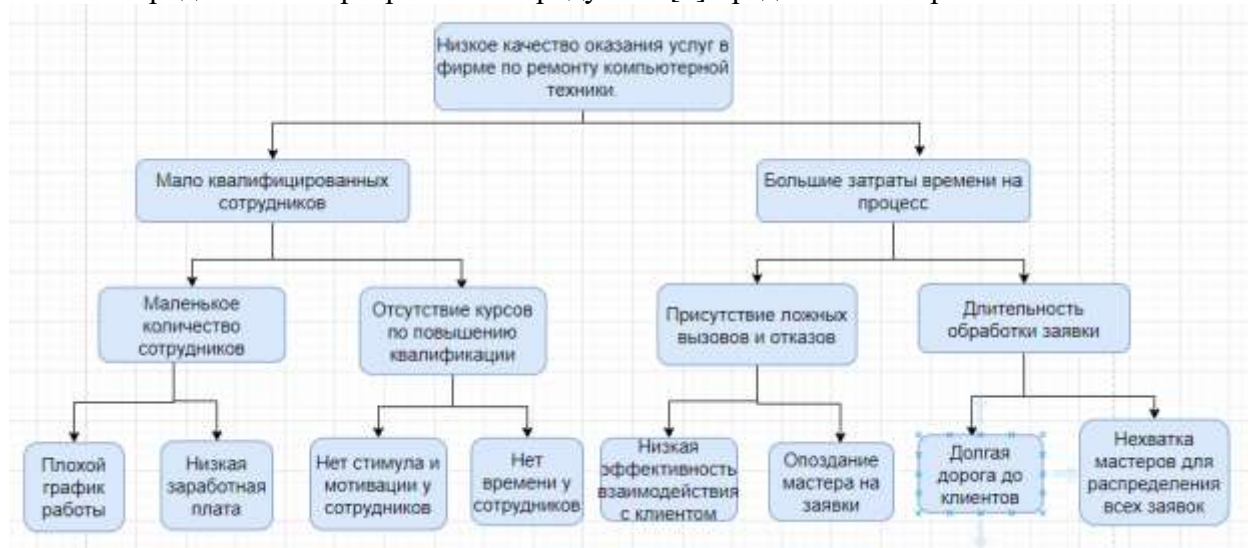 Низкое качество оказания услуг в
фирме по ремонту компьютерной
техники
Мало квалифицированных
сотрудников
Большие затраты времени на
процесс
Маленькое
количество
сотрудников
Отсутствие курсов
по повышению
квалификации
Присутствие ложных
вызовов и отказов
Длительность
обработки заявки
Плохой
график
работы
Низкая
заработная
плата
Нет стимула и
мотивации у
сотрудников
Нет
времени у
сотрудников
Низкая
эффективность
взаимодействия
с клиентом
Опоздание
мастера на
заявки
Долгая
дорога до
клиентов
Нехватка
мастеров для
распределения
всех заявок